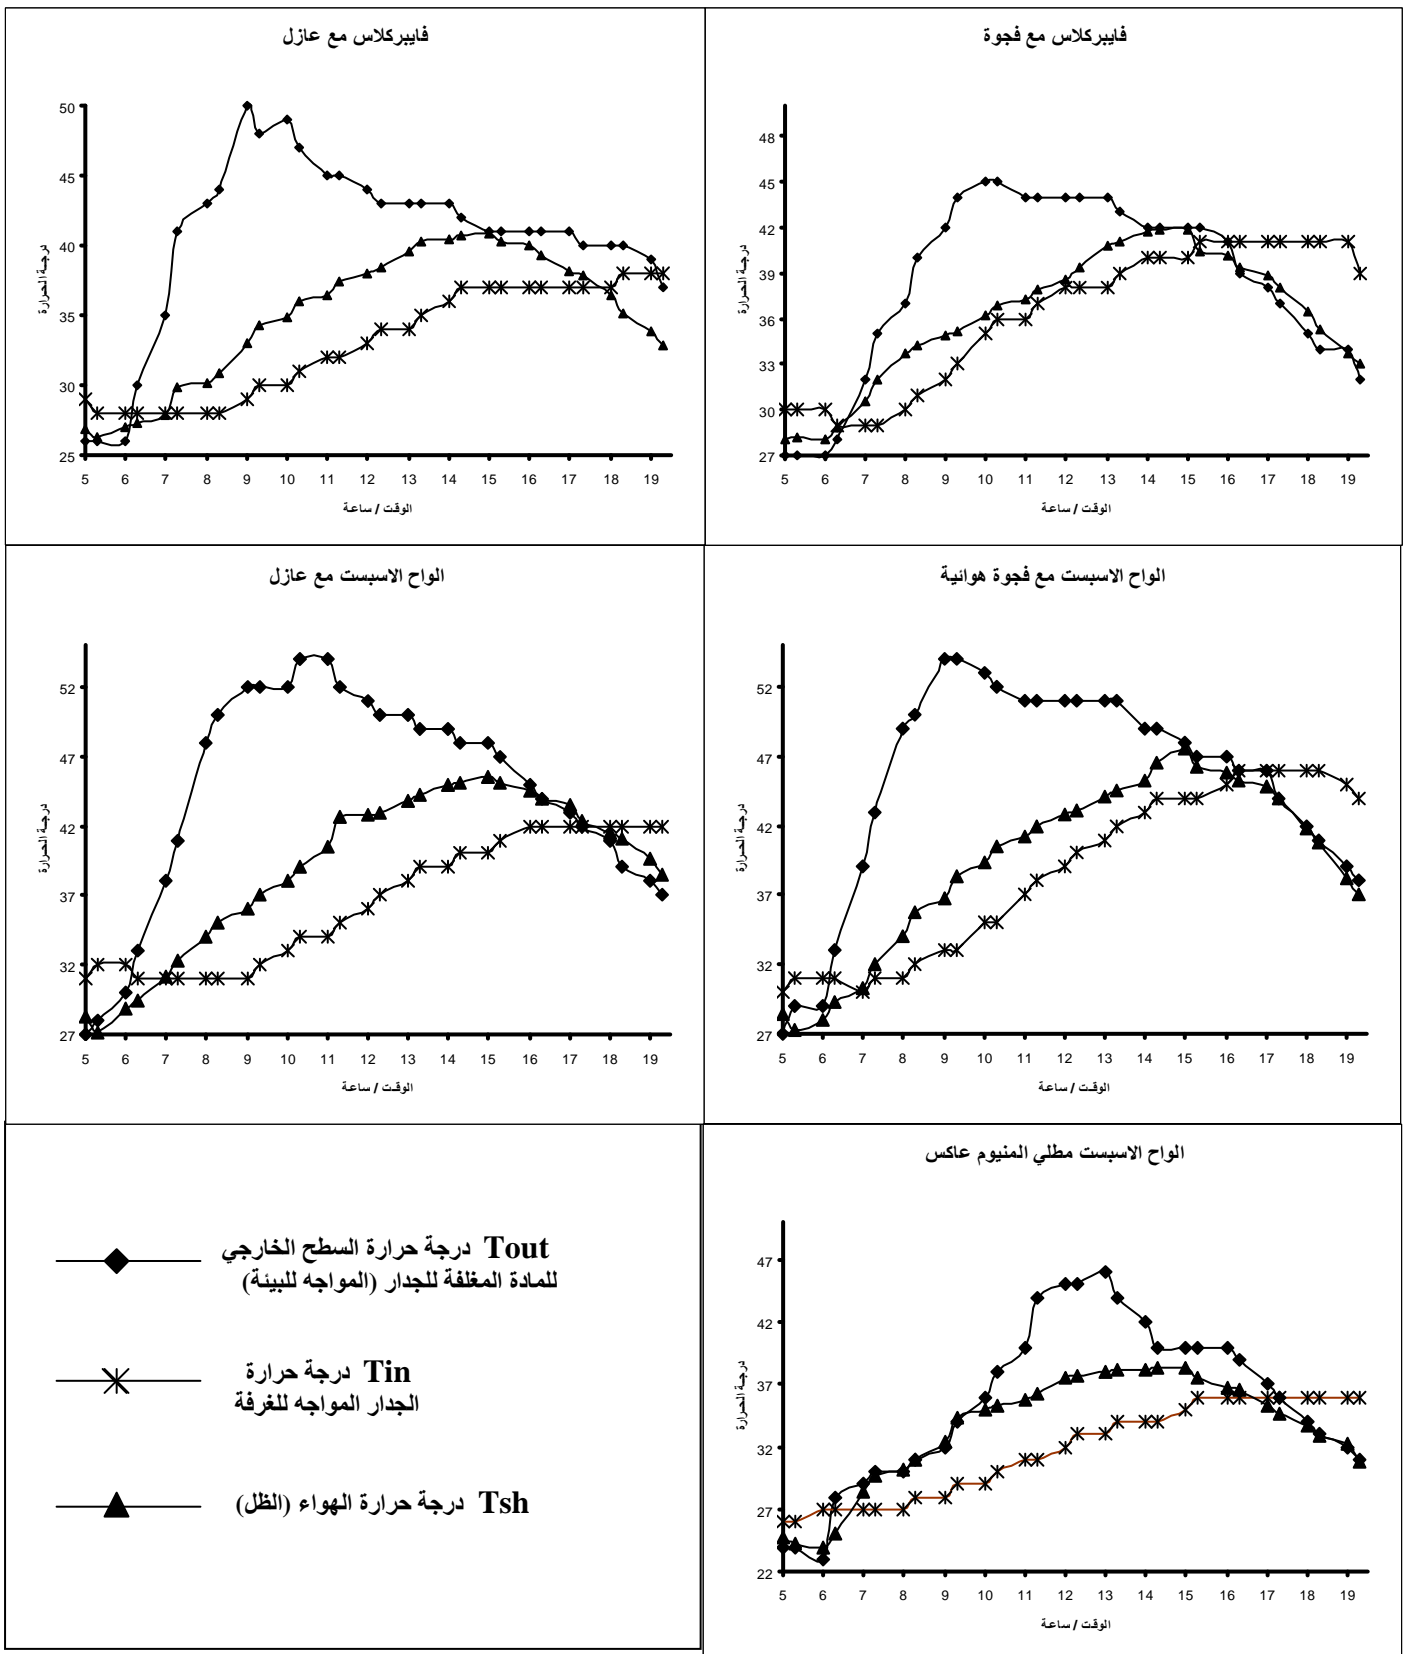 فايبركلاس مع عازل
50
45
40
35
30
25
درجة الحرارة
5 6 7 8 9 10 11 12 13 14 15 16 17 18 19
الوقت / ساعة
فايبركلاس مع فجوة
48
45
42
39
36
33
30
27
درجة الحرارة
5 6 7 8 9 10 11 12 13 14 15 16 17 18 19
الوقت / ساعة
الواح الاسبست مع عازل
52
47
42
37
32
27
درجة الحرارة
5 6 7 8 9 10 11 12 13 14 15 16 17 18 19
الوقت / ساعة
الواح الاسبست مع فجوة هوائية
52
47
42
37
32
27
درجة الحرارة
5 6 7 8 9 10 11 12 13 14 15 16 17 18 19
الوقت / ساعة
Tout درجة حرارة السطح الخارجي
للمادة المغلفة للجدار (المواجه للبيئة)
Tin درجة حرارة
الجدار المواجه للغرفة
Tsh درجة حرارة الهواء (الظل)
الواح الاسبست مطلي المنيوم عاكس
47
42
37
32
27
22
درجة الحرارة
5 6 7 8 9 10 11 12 13 14 15 16 17 18 19
الوقت / ساعة